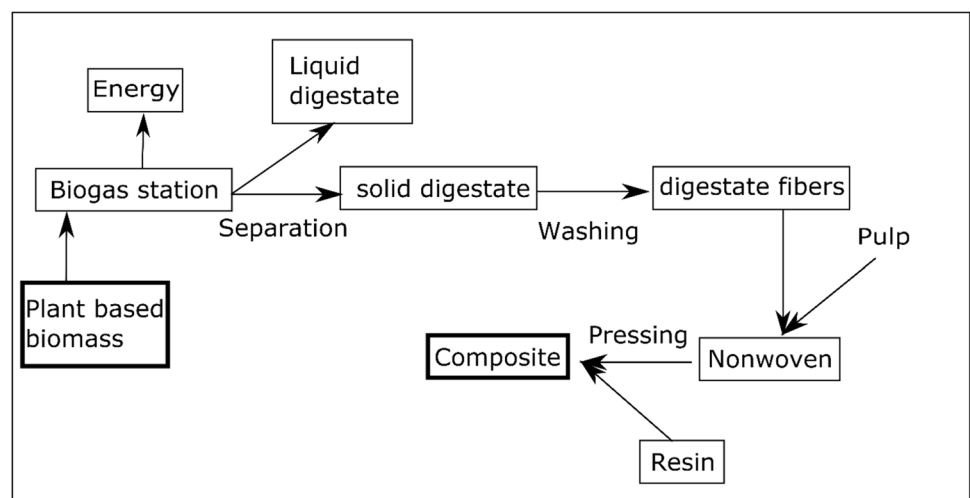 Energy
Liquid
digestate
Biogas station
solid digestate
digestate fibers
Separation
Washing
Pulp
Plant based
biomass
Pressing
Composite
Nonwoven
Resin